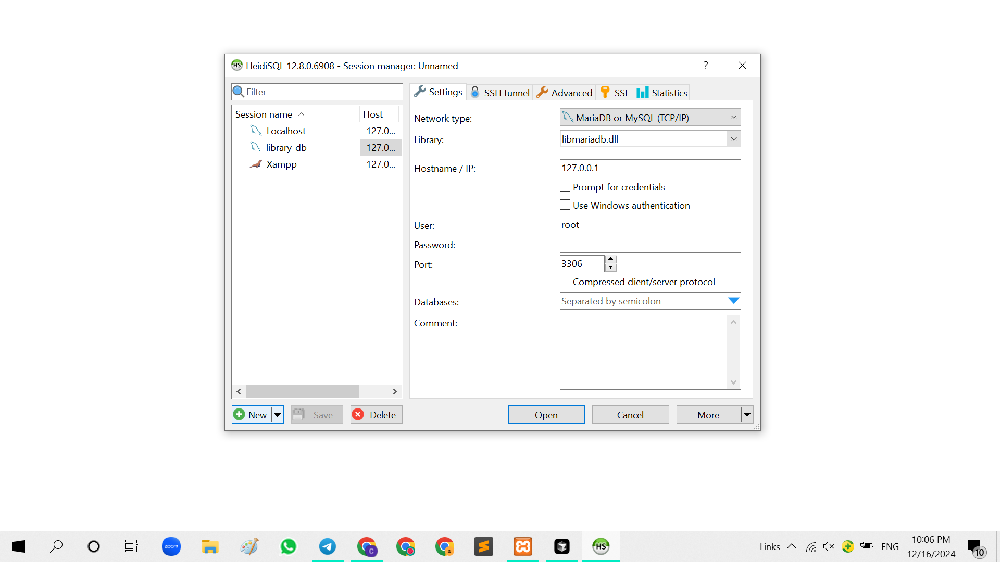 HeidiSQL 12.8.0.6908 - Session manager: Unnamed
?
Filter
Session name
Host
Localhost
127.0...
library_db
127.0...
Xampp
127.0...
New
Save
Delete
Settings
SSH tunnel
Advanced
SSL
Statistics
Network type:
MariaDB or MySQL (TCP/IP)
Library:
libmariadb.dll
Hostname / IP:
127.0.0.1
Prompt for credentials
Use Windows authentication
User:
root
Password:
Port:
3306
Compressed client/server protocol
Databases:
Separated by semicolon
Comment:
Open
Cancel
More
zoom
C
HS
Links
ENG
10:06 PM
12/16/2024
10